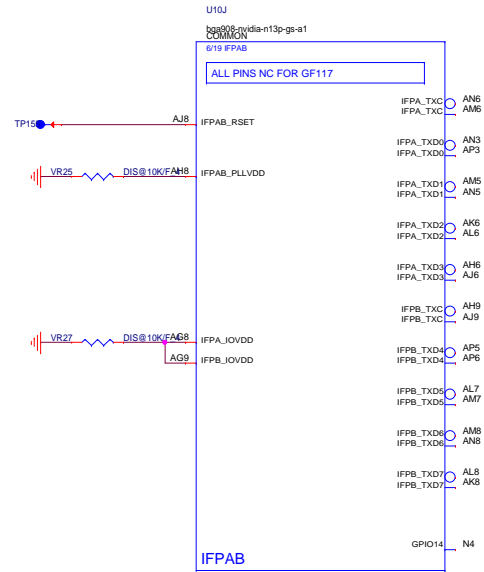 U10J
bga908-nvidia-n13p-gs-a1
COMMON
6/19 IFPAB
ALL PINS NC FOR GF117
IFPA_TXC AN6
IFPA_TXC AM6
TP15 AJ8 IFPAB_RSET
IFPA_TXD0 AN3
IFPA_TXD0 AP3
VR25 DIS@10K/F_4 AH8 IFPAB_PLLVDD
IFPA_TXD1 AM5
IFPA_TXD1 AN5
IFPA_TXD2 AK6
IFPA_TXD2 AL6
IFPA_TXD3 AH6
IFPA_TXD3 AJ6
IFPB_TXC AH9
IFPB_TXC AJ9
VR27 DIS@10K/F_4 AG8 IFPA_IOVDD
AG9 IFPB_IOVDD
IFPB_TXD4 AP5
IFPB_TXD4 AP6
IFPB_TXD5 AL7
IFPB_TXD5 AM7
IFPB_TXD6 AM8
IFPB_TXD6 AN8
IFPB_TXD7 AL8
IFPB_TXD7 AK8
GPIO14 N4
IFPAB